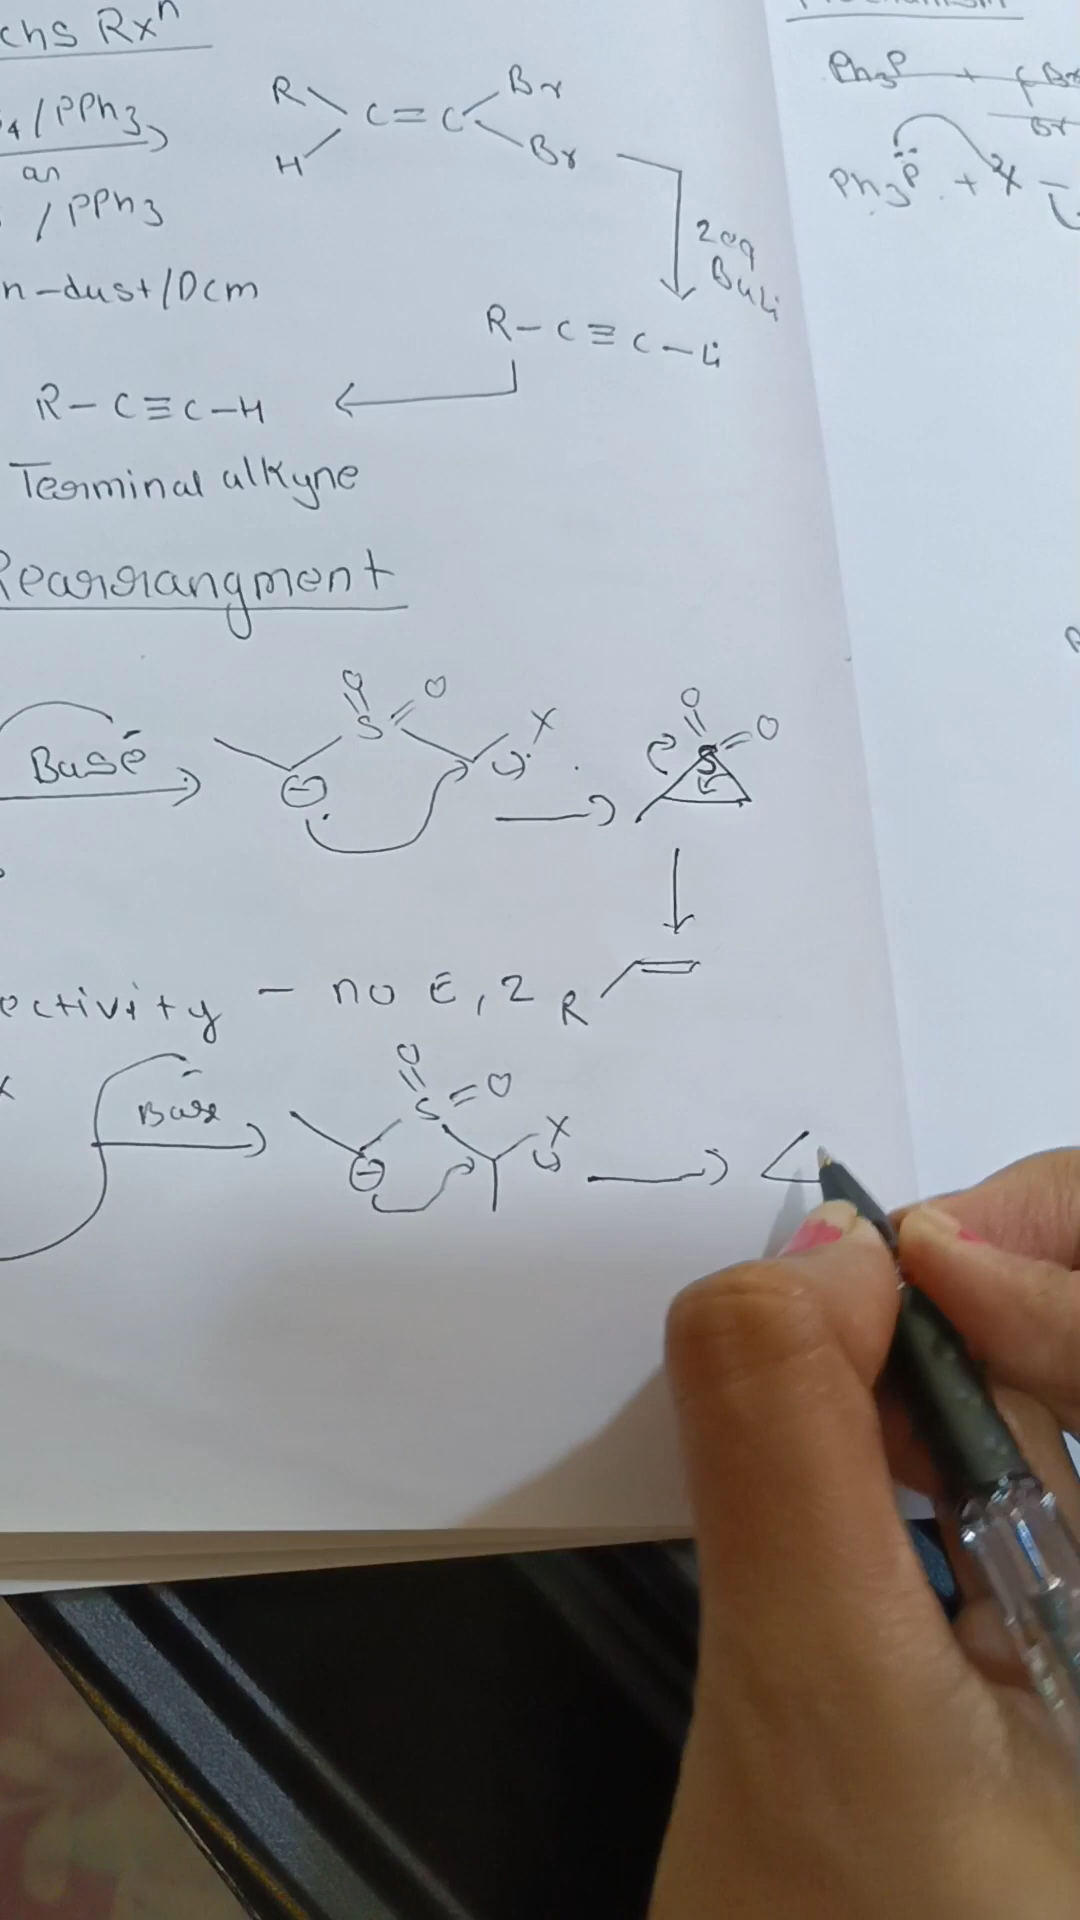 chs Rxⁿ
4 / PPh3
R
H
C = C
Br
Br
/ PPh3
2eq
BuLi
n-dust/Dcm
R - C ≡ C - Li
R - C ≡ C - H
Terminal alkyne
Rearrangment
Base
S
O
O
X
S
O
O
ectivity - no E, Z
R
Base
S
O
O
X
Ph3P +
Br
Ph3P +